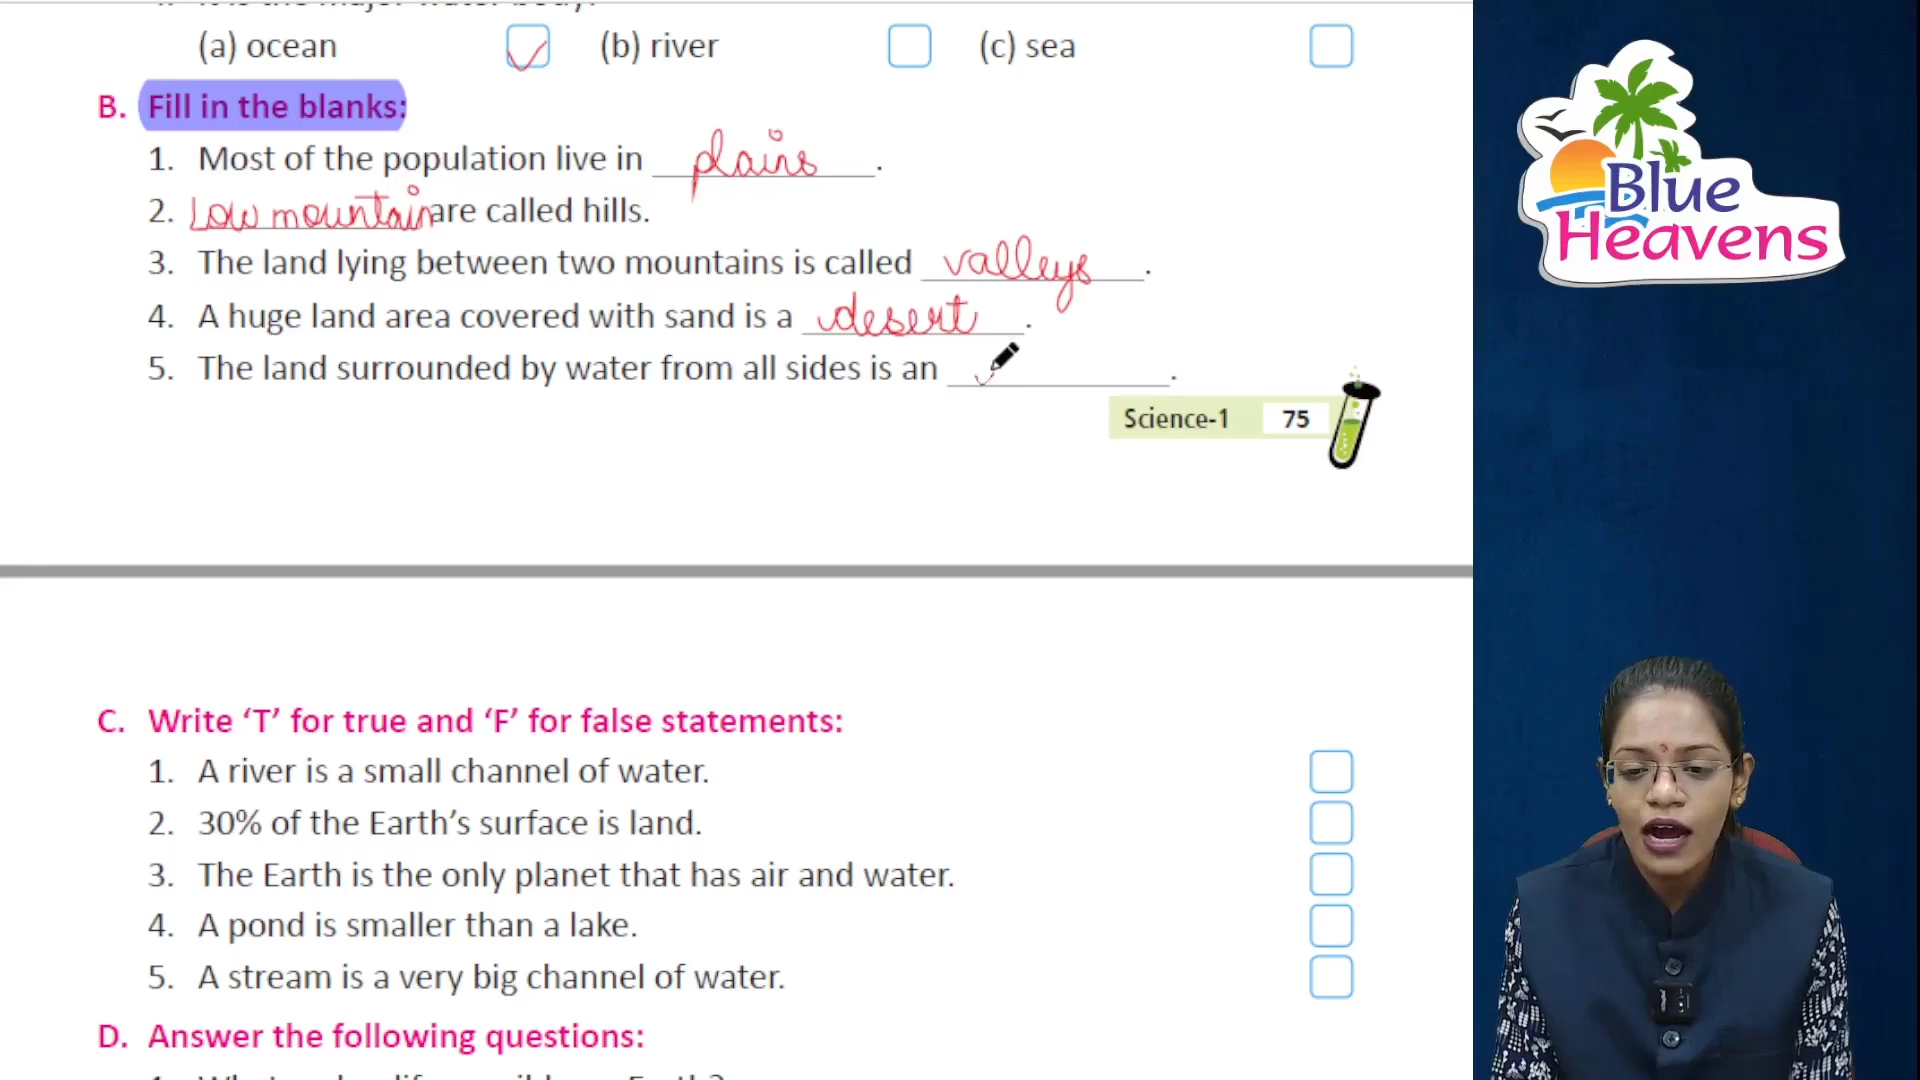 (a) ocean (b) river (c) sea
B. Fill in the blanks:
1. Most of the population live in plains.
2. Low mountain are called hills.
3. The land lying between two mountains is called valleys.
4. A huge land area covered with sand is a desert.
5. The land surrounded by water from all sides is an ____________.
Science-1 75
C. Write ‘T’ for true and ‘F’ for false statements:
1. A river is a small channel of water.
2. 30% of the Earth’s surface is land.
3. The Earth is the only planet that has air and water.
4. A pond is smaller than a lake.
5. A stream is a very big channel of water.
D. Answer the following questions:
Blue
Heavens